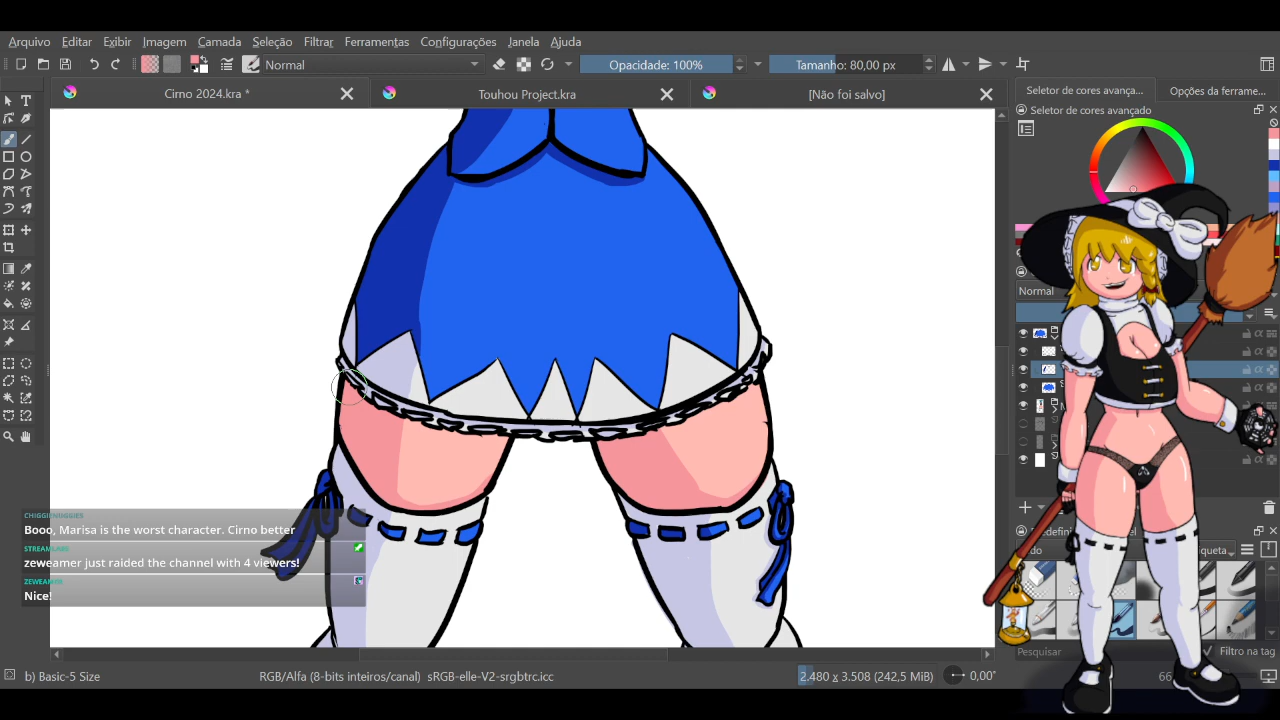 Arquivo Editar Exibir Imagem Camada Seleção Filtrar Ferramentas Configurações Janela Ajuda
Normal Opacidade: 100% Tamanho: 80,00 px
Cirno 2024.kra * Touhou Project.kra [Não foi salvo]
Seletor de cores avança... Opções da ferrame...
Seletor de cores avançado
Normal
CHIGGIEWIGGIES
Booo, Marisa is the worst character. Cirno better
STREAMLABS
zeweamer just raided the channel with 4 viewers!
ZEWEAMER
Nice!
Pesquisar Filtro na tag
b) Basic-5 Size RGB/Alfa (8-bits inteiros/canal) sRGB-elle-V2-srgbtrc.icc 2.480 x 3.508 (242,5 MiB) 0,00°